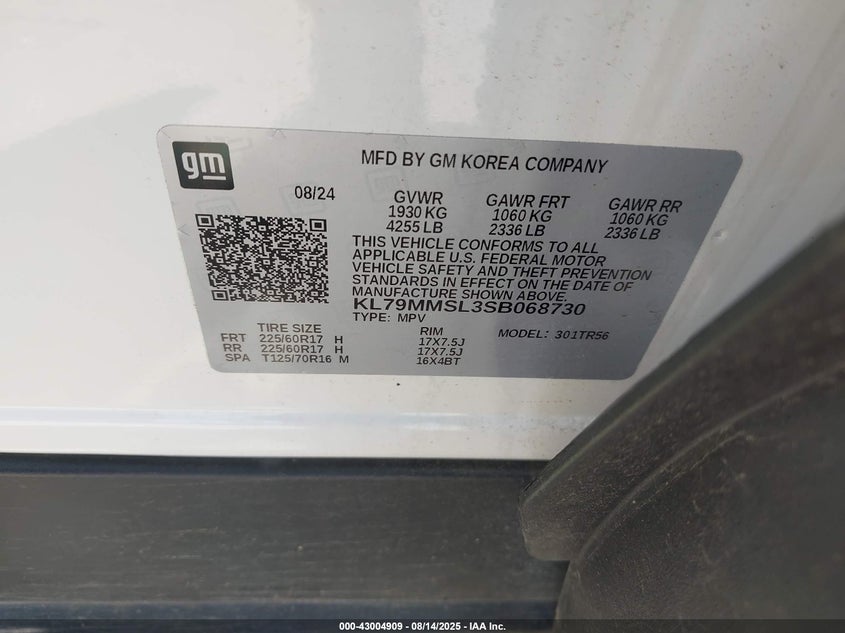 gm
MFD BY GM KOREA COMPANY
08/24
GVWR GAWR FRT GAWR RR
1930 KG 1060 KG 1060 KG
4255 LB 2336 LB 2336 LB
THIS VEHICLE CONFORMS TO ALL
APPLICABLE U.S. FEDERAL MOTOR
VEHICLE SAFETY AND THEFT PREVENTION
STANDARDS IN EFFECT ON THE DATE OF
MANUFACTURE SHOWN ABOVE.
KL79MMSL3SB068730
TYPE: MPV
TIRE SIZE RIM MODEL: 301TR56
FRT 225/60R17 H 17X7.5J
RR 225/60R17 H 17X7.5J
SPA T125/70R16 M 16X4BT
000-43004909 - 08/14/2025 - IAA Inc.